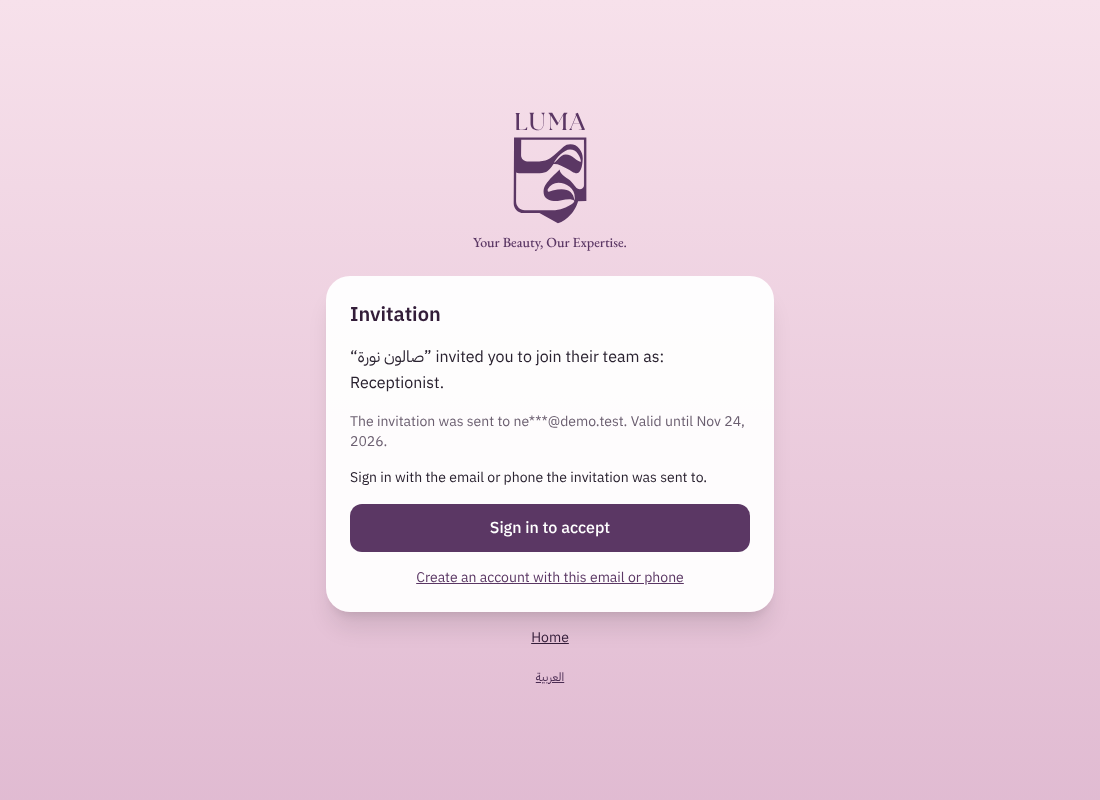 LUMA
Your Beauty, Our Expertise.
Invitation
“صالون نورة” invited you to join their team as:
Receptionist.
The invitation was sent to ne***@demo.test. Valid until Nov 24,
2026.
Sign in with the email or phone the invitation was sent to.
Sign in to accept
Create an account with this email or phone
Home
العربية